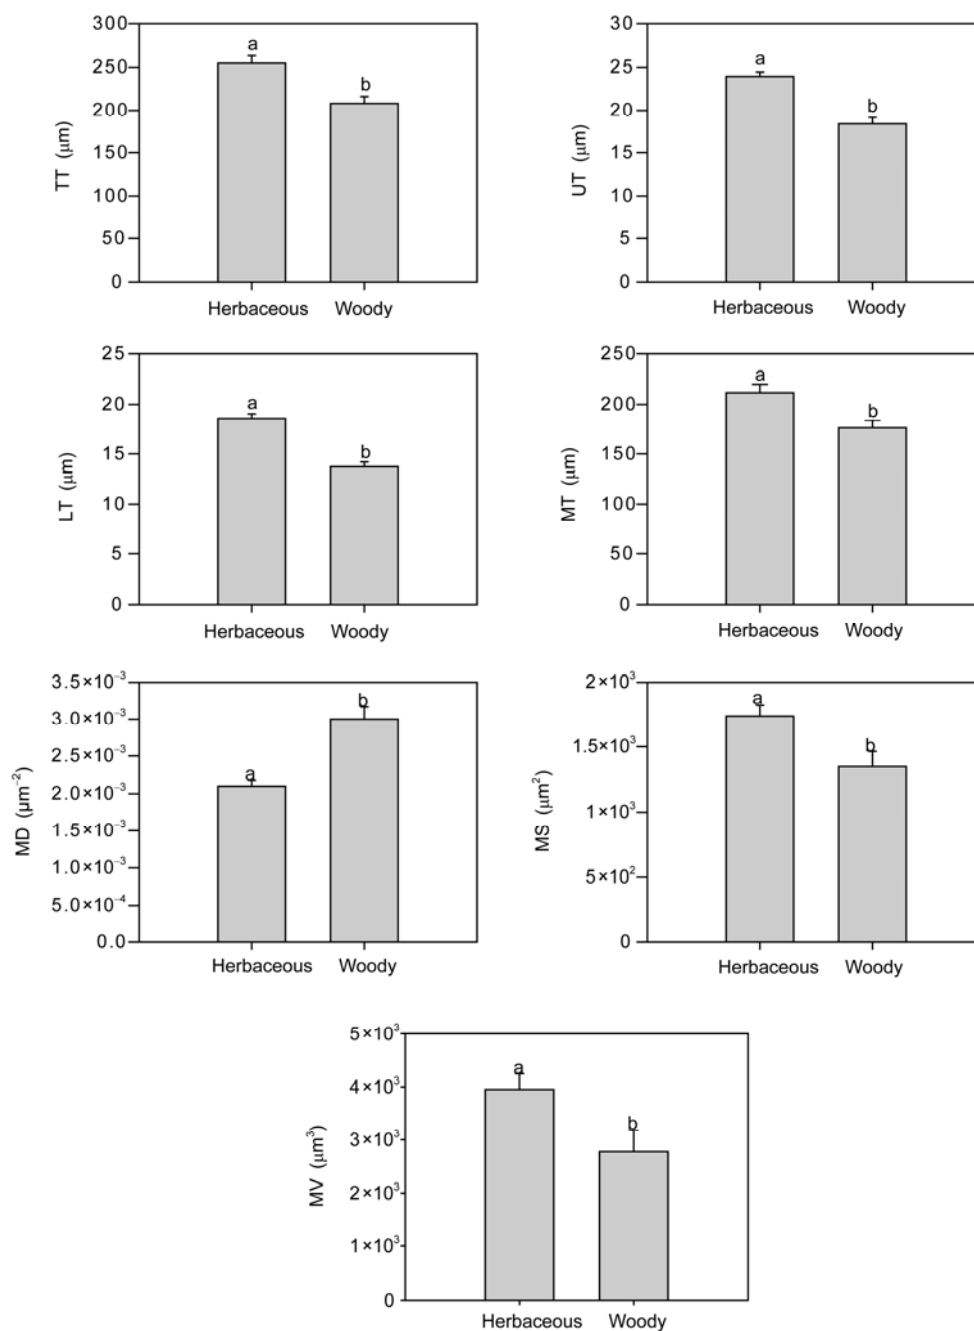 300
250
200
150
100
50
0
TT (μm)
a
b
Herbaceous Woody
30
25
20
15
10
5
0
UT (μm)
a
b
Herbaceous Woody
25
20
15
10
5
0
LT (μm)
a
b
Herbaceous Woody
250
200
150
100
50
0
MT (μm)
a
b
Herbaceous Woody
3.5×10⁻³
3.0×10⁻³
2.5×10⁻³
2.0×10⁻³
1.5×10⁻³
1.0×10⁻³
5.0×10⁻⁴
0.0
MD (μm⁻²)
a
b
Herbaceous Woody
2×10³
1.5×10³
1×10³
5×10²
0
MS (μm²)
a
b
Herbaceous Woody
5×10³
4×10³
3×10³
2×10³
1×10³
0
MV (μm³)
a
b
Herbaceous Woody